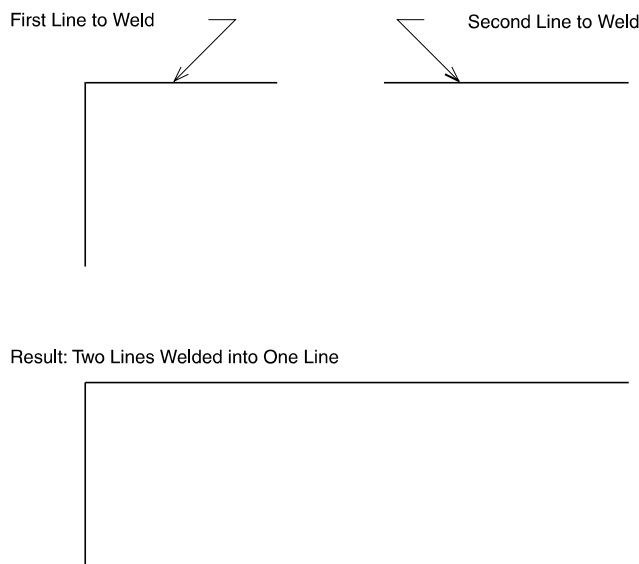 First Line to Weld
Second Line to Weld
Result: Two Lines Welded into One Line